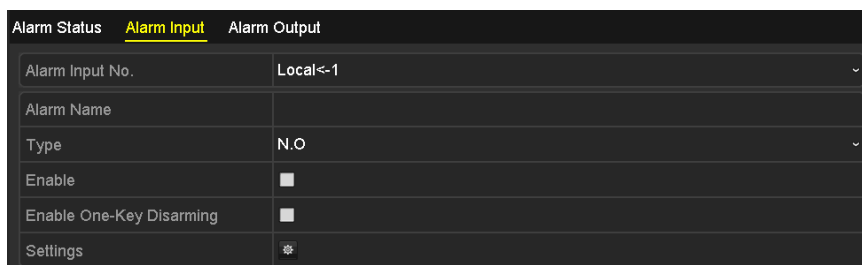 Alarm Status Alarm Input Alarm Output
Alarm Input No. Local<-1
Alarm Name
Type N.O
Enable
Enable One-Key Disarming
Settings